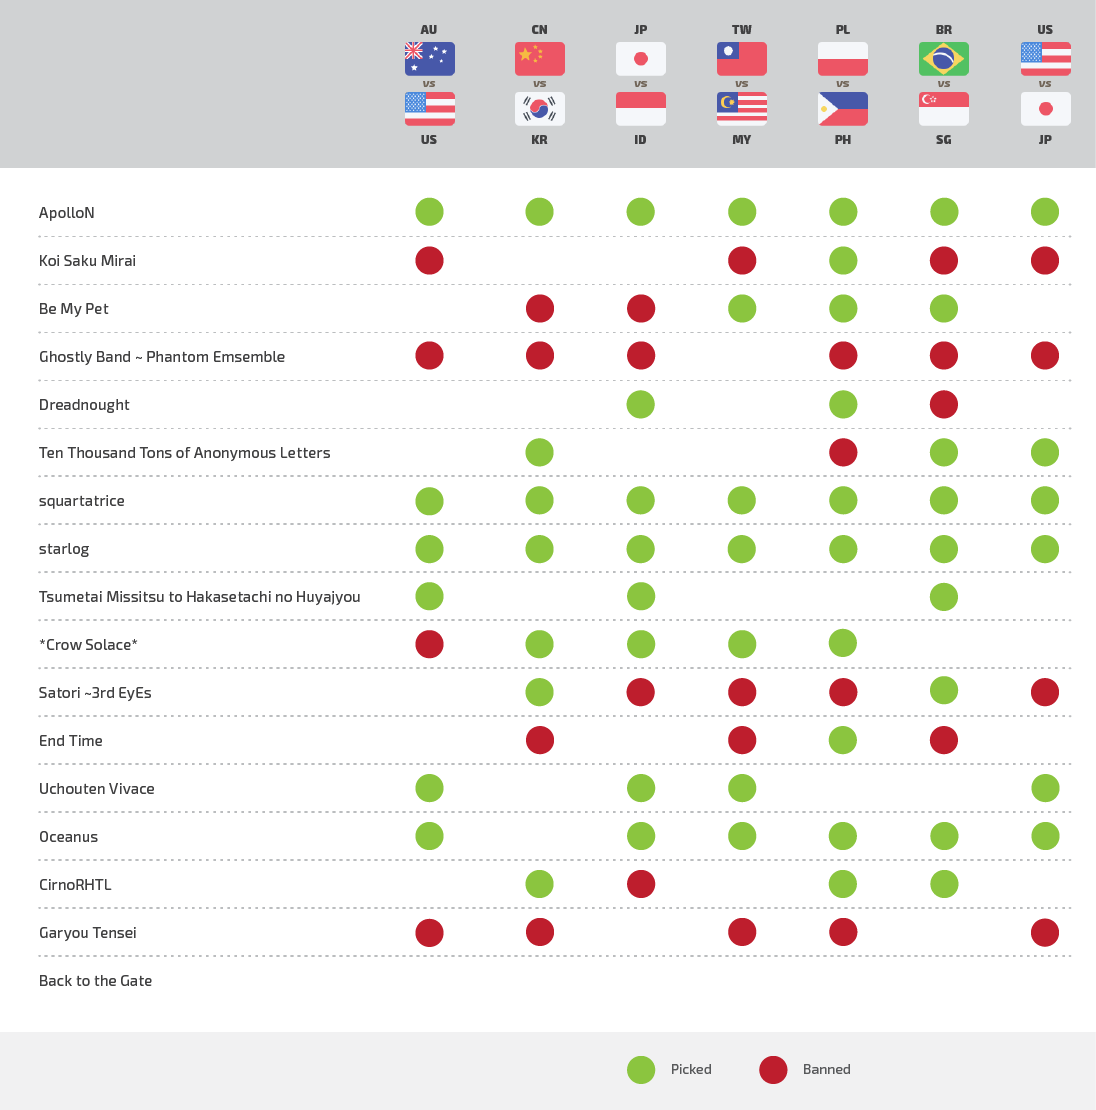 AU CN JP TW PL BR US
vs vs vs vs vs vs vs
US KR ID MY PH SG JP
ApolloN
Koi Saku Mirai
Be My Pet
Ghostly Band ~ Phantom Emsemble
Dreadnought
Ten Thousand Tons of Anonymous Letters
squartatrice
starlog
Tsumetai Missitsu to Hakasetachi no Huyajyou
*Crow Solace*
Satori ~3rd EyEs
End Time
Uchouten Vivace
Oceanus
CirnoRHTL
Garyou Tensei
Back to the Gate
Picked Banned